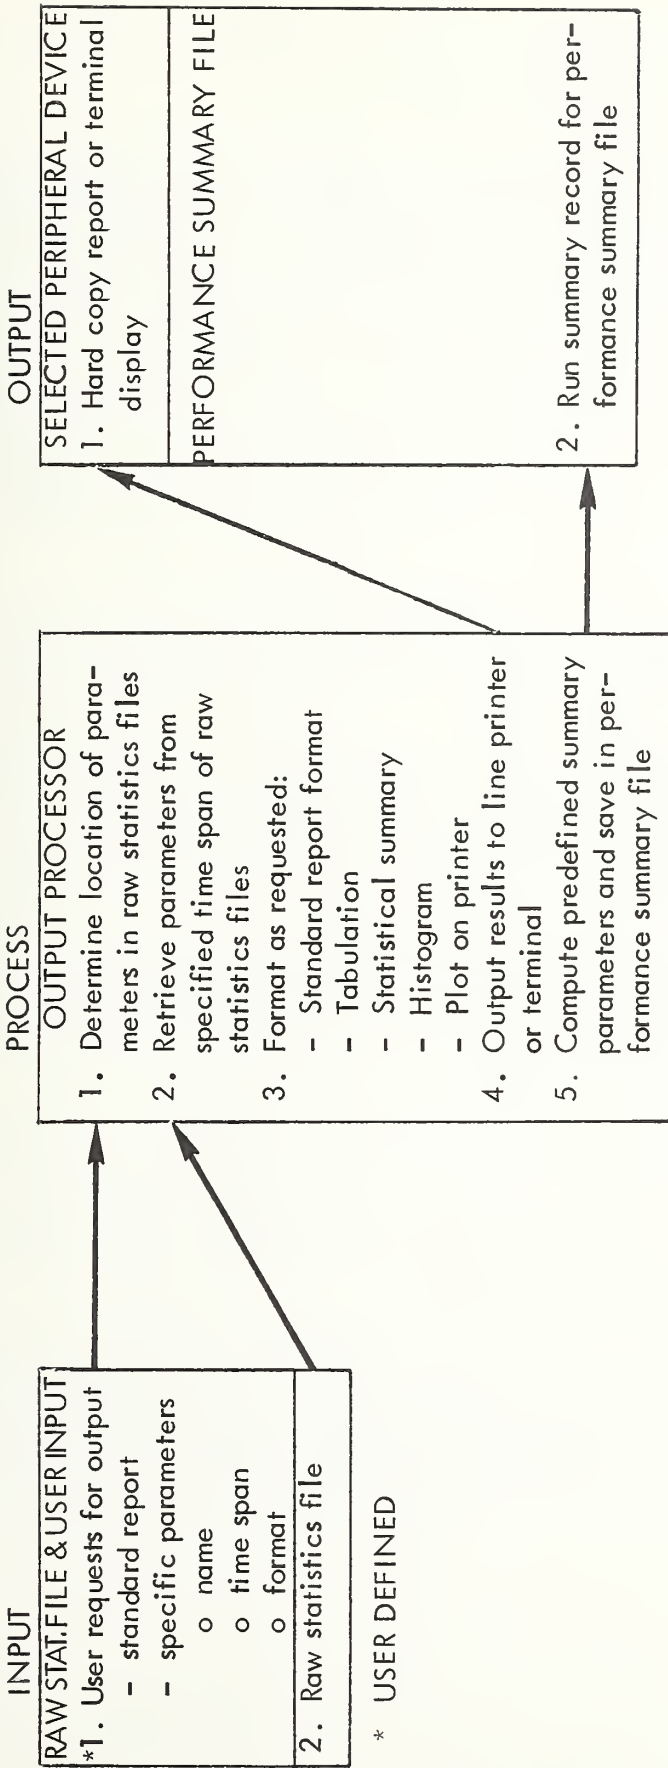 INPUT
RAW STAT.FILE & USER INPUT
*1. User requests for output
- standard report
- specific parameters
o name
o time span
o format
2. Raw statistics file
* USER DEFINED
PROCESS
OUTPUT PROCESSOR
1. Determine location of para-
meters in raw statistics files
2. Retrieve parameters from
specified time span of raw
statistics files
3. Format as requested:
- Standard report format
- Tabulation
- Statistical summary
- Histogram
- Plot on printer
4. Output results to line printer
or terminal
5. Compute predefined summary
parameters and save in per-
formance summary file
OUTPUT
SELECTED PERIPHERAL DEVICE
1. Hard copy report or terminal
display
PERFORMANCE SUMMARY FILE
2. Run summary record for per-
formance summary file